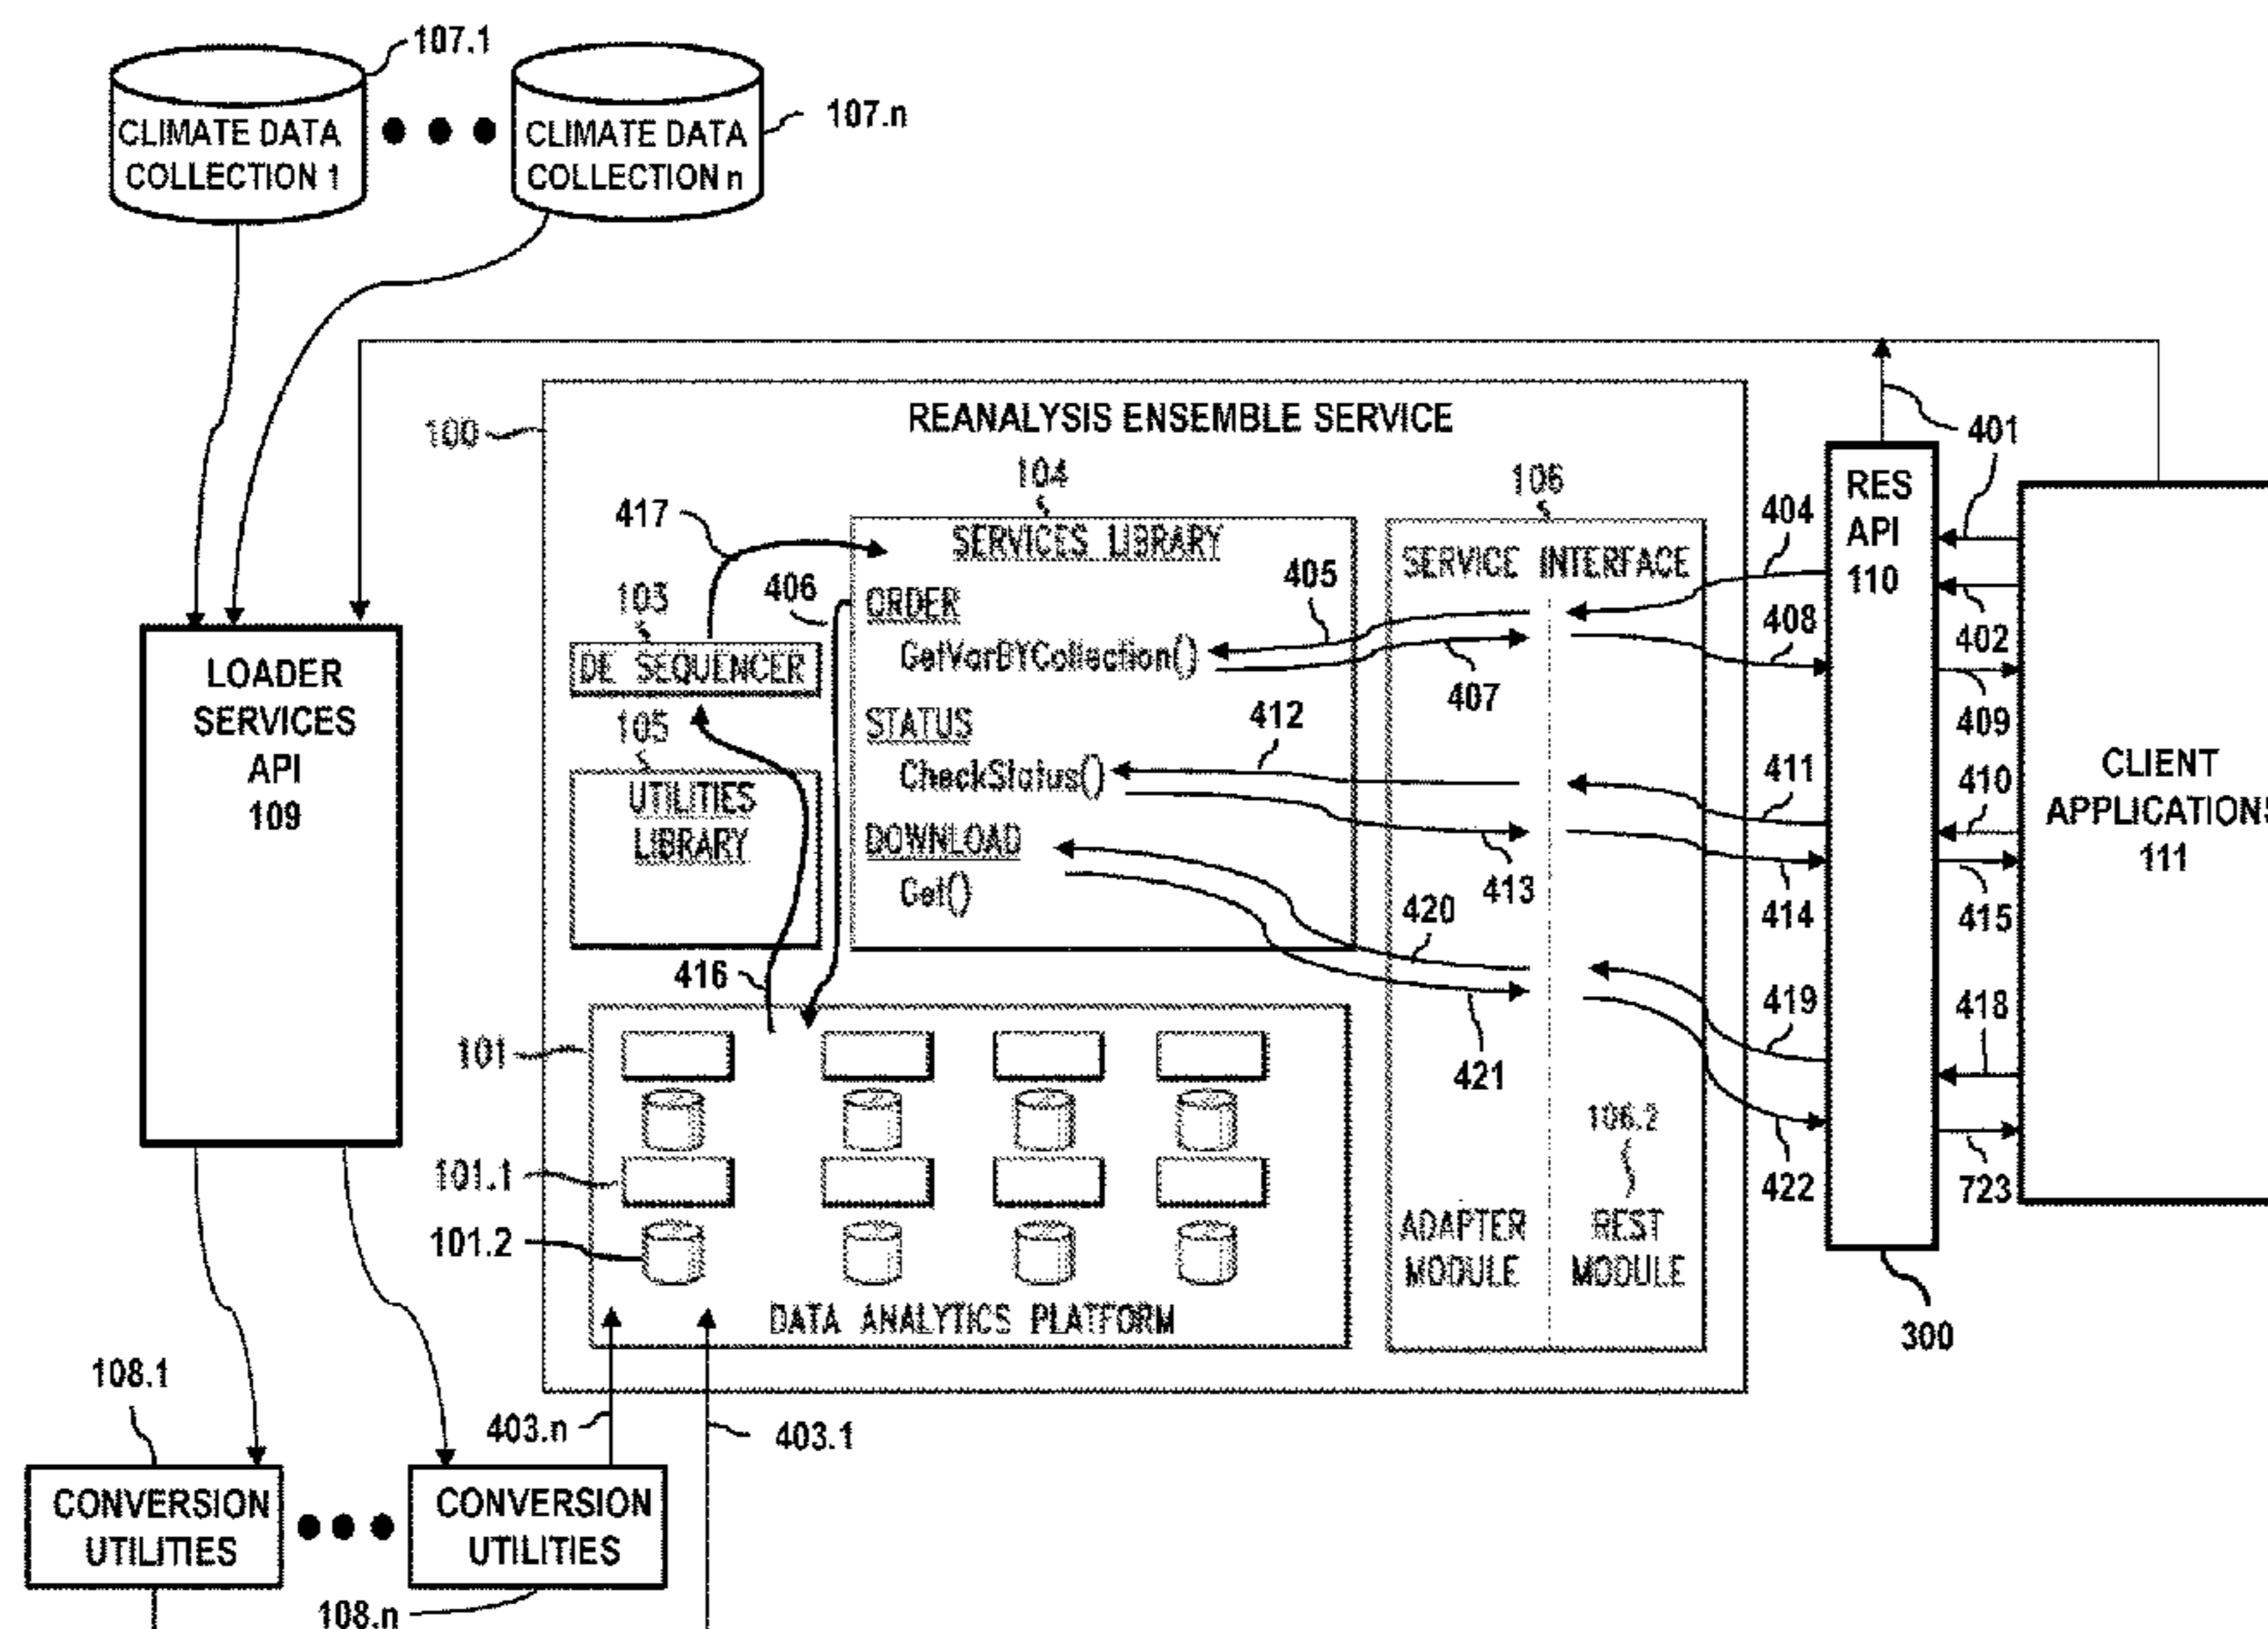 107.1
107.n
CLIMATE DATA
COLLECTION 1
CLIMATE DATA
COLLECTION n
REANALYSIS ENSEMBLE SERVICE
100
401
104
106
417
404
RES
API
110
SERVICES LIBRARY
SERVICE INTERFACE
405
406
103
ORDER
408
402
GetVarBYCollection()
DE SEQUENCER
407
409
LOADER
SERVICES
API
109
105
STATUS
412
CheckStatus()
411
410
CLIENT
APPLICATIONS
111
UTILITIES
LIBRARY
DOWNLOAD
Get()
413
414
415
420
416
419
418
101
421
106.2
101.1
422
723
101.2
ADAPTER
MODULE
REST
MODULE
DATA ANALYTICS PLATFORM
300
108.1
403.n
403.1
CONVERSION
UTILITIES
CONVERSION
UTILITIES
108.n